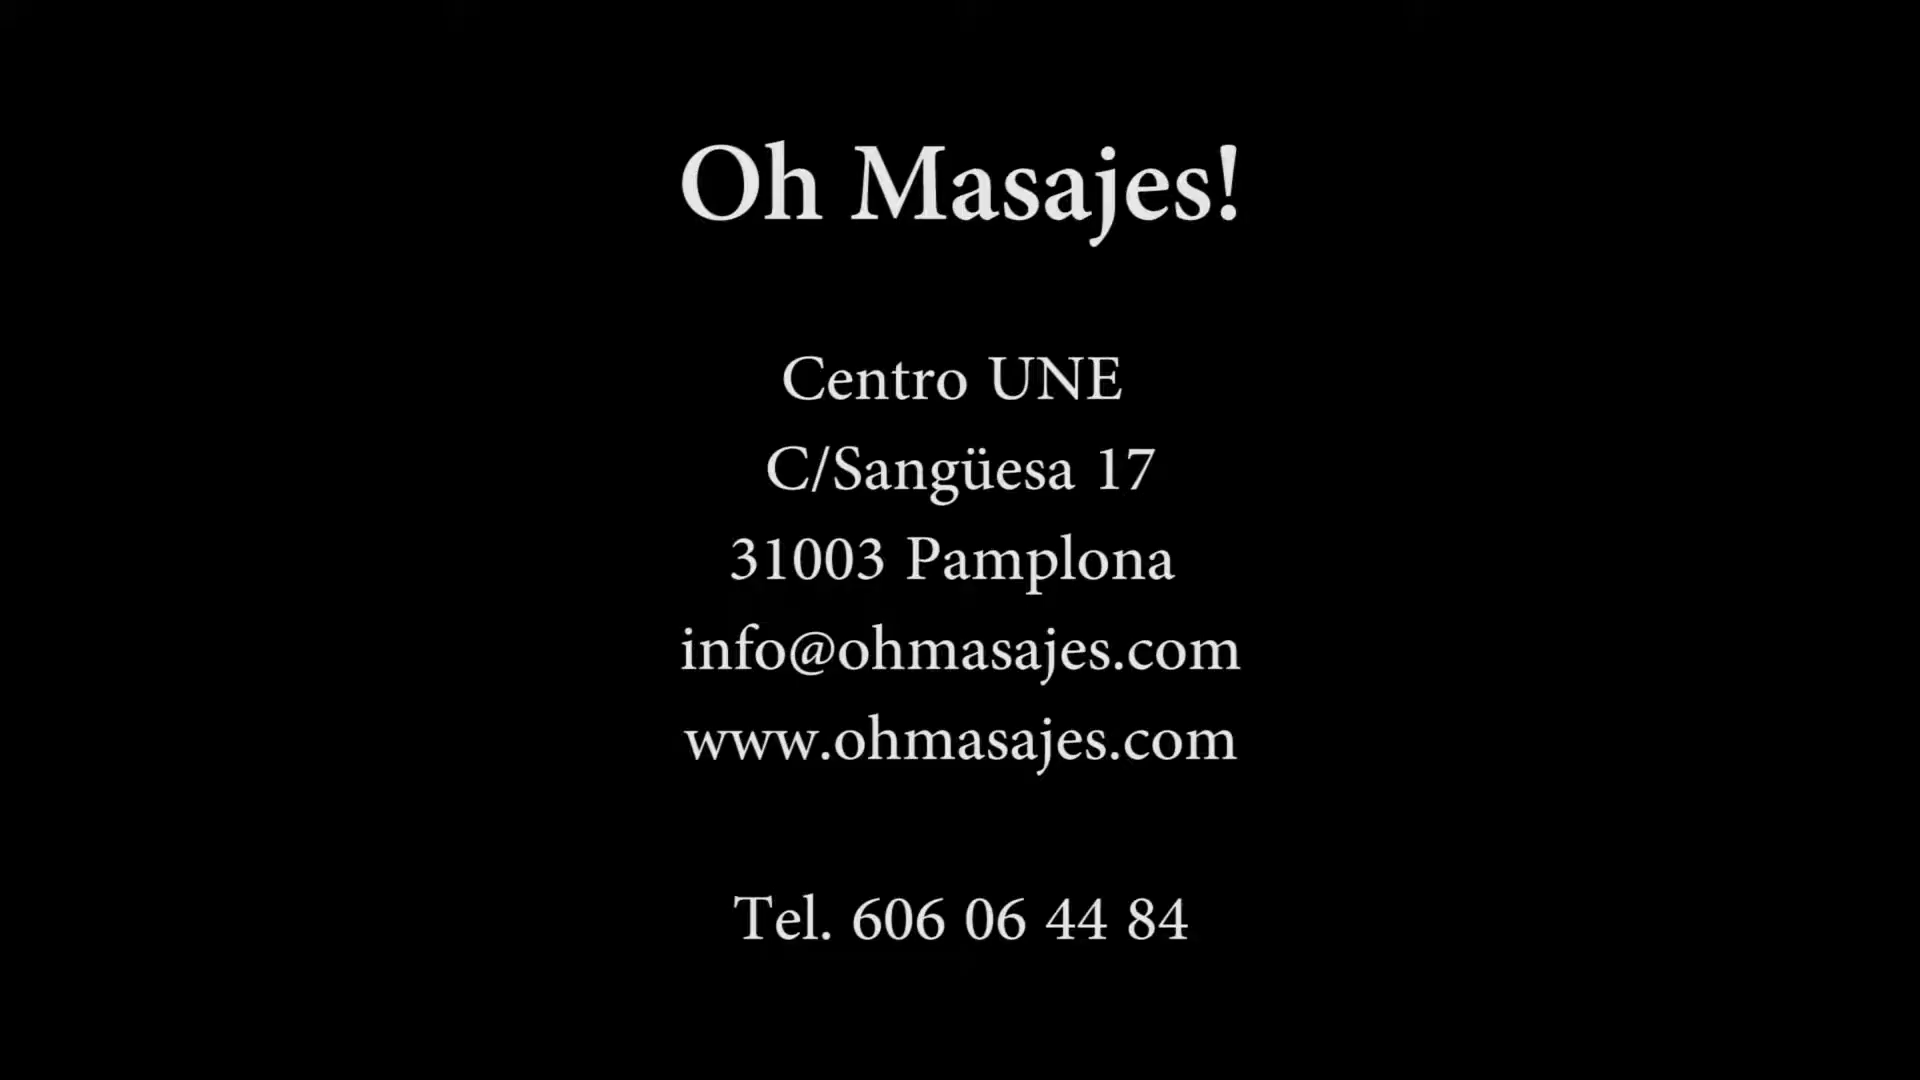 Oh Masajes!
Centro UNE
C/Sangüesa 17
31003 Pamplona
info@ohmasajes.com
www.ohmasajes.com
Tel. 606 06 44 84